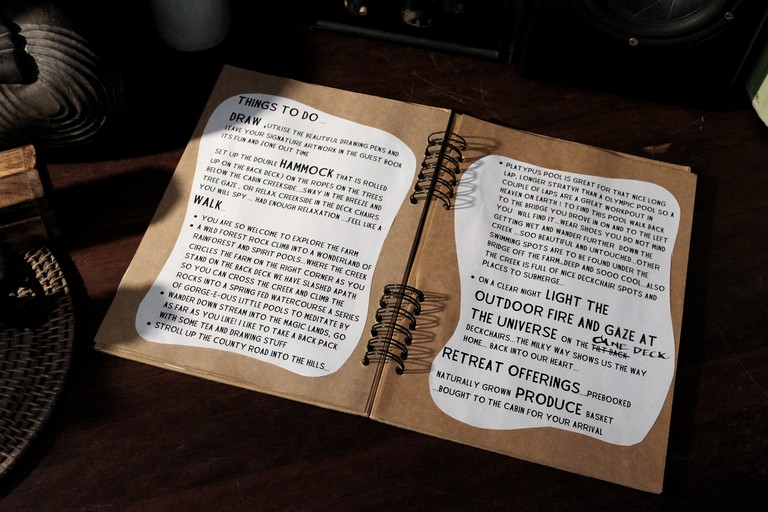 THINGS TO DO...
DRAW, UTILISE THE BEAUTIFUL DRAWING PENS AND
LEAVE YOUR SIGNATURE ARTWORK IN THE GUEST BOOK
IT'S FUN AND ZONE OUT TIME
SET UP THE DOUBLE HAMMOCK THAT IS ROLLED
UP ON THE BACK DECK) ON THE ROPES ON THE TREES
BELOW THE CABIN CREEKSIDE....SWAY IN THE BREEZE AND
TREE GAZE.. OR RELAX CREEKSIDE IN THE DECK CHAIRS
YOU WILL SPY.... HAD ENOUGH RELAXATION ...FEEL LIKE A
WALK..
• YOU ARE SO WELCOME TO EXPLORE THE FARM
• A WILD FOREST ROCK CLIMB INTO A WONDERLAND OF
RAINFOREST AND SPIRIT POOLS...WHERE THE CREEK
CIRCLES THE FARM ON THE RIGHT CORNER AS YOU
STAND ON THE BACK DECK WE HAVE SLASHED A PATH
SO YOU CAN CROSS THE CREEK AND CLIMB THE
ROCKS INTO A SPRING FED WATERCOURSE A SERIES
OF GORGE-E-OUS LITTLE POOLS TO MEDITATE BY
• WANDER DOWN STREAM INTO THE MAGIC LANDS, GO
AS FAR AS YOU LIKE! I LIKE TO TAKE A BACK PACK
WITH SOME TEA AND DRAWING STUFF
• STROLL UP THE COUNTY ROAD INTO THE HILLS...
• PLATYPUS POOL IS GREAT FOR THAT NICE LONG
LAP, LONGER STRAIT\N THAN A OLYMPIC POOL SO A
COUPLE OF LAPS ARE A GREAT WORKOUT IN
HEAVEN ON EARTH ! TO FIND THIS POOL WALK BACK
TO THE BRIDGE YOU DROVE IN ON AND TO THE LEFT
YOU WILL FIND IT...WEAR SHOES YOU DO NOT MIND
GETTING WET AND WANDER FURTHER DOWN THE
CREEK ...SOO BEAUTIFUL AND UNTOUCHED...OTHER
SWIMMING SPOTS ARE TO BE FOUND UNDER THE
BRIDGE OFF THE FARM...DEEP AND SOOO COOL...ALSO
THE CREEK IS FULL OF NICE DECKCHAIR SPOTS AND
PLACES TO SUBMERGE...
• ON A CLEAR NIGHT LIGHT THE
OUTDOOR FIRE AND GAZE AT
THE UNIVERSE ON THE DECK
DECKCHAIRS...THE MILKY WAY SHOWS US THE WAY
HOME... BACK INTO OUR HEART...
RETREAT OFFERINGS...PREBOOKED
NATURALLY GROWN PRODUCE BASKET
...BOUGHT TO THE CABIN FOR YOUR ARRIVAL